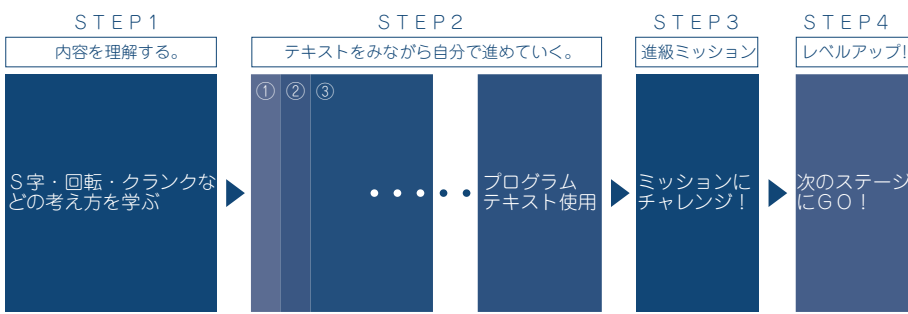 ＳＴＥＰ１
内容を理解する。
Ｓ字・回転・クランクな
どの考え方を学ぶ
ＳＴＥＰ２
テキストをみながら自分で進めていく。
① ② ③
・・・・・
プログラム
テキスト使用
ＳＴＥＰ３
進級ミッション
ミッションに
チャレンジ！
ＳＴＥＰ４
レベルアップ!
次のステージ
にＧＯ！